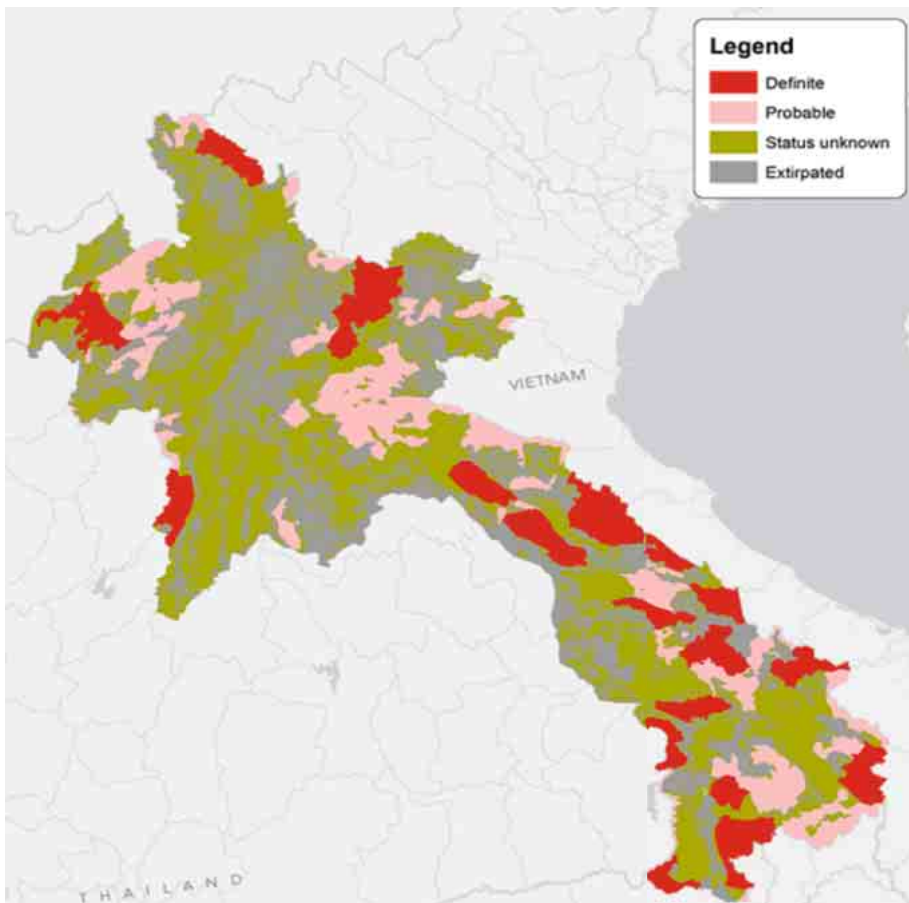 Legend
Definite
Probable
Status unknown
Extirpated
VIETNAM
THAILAND